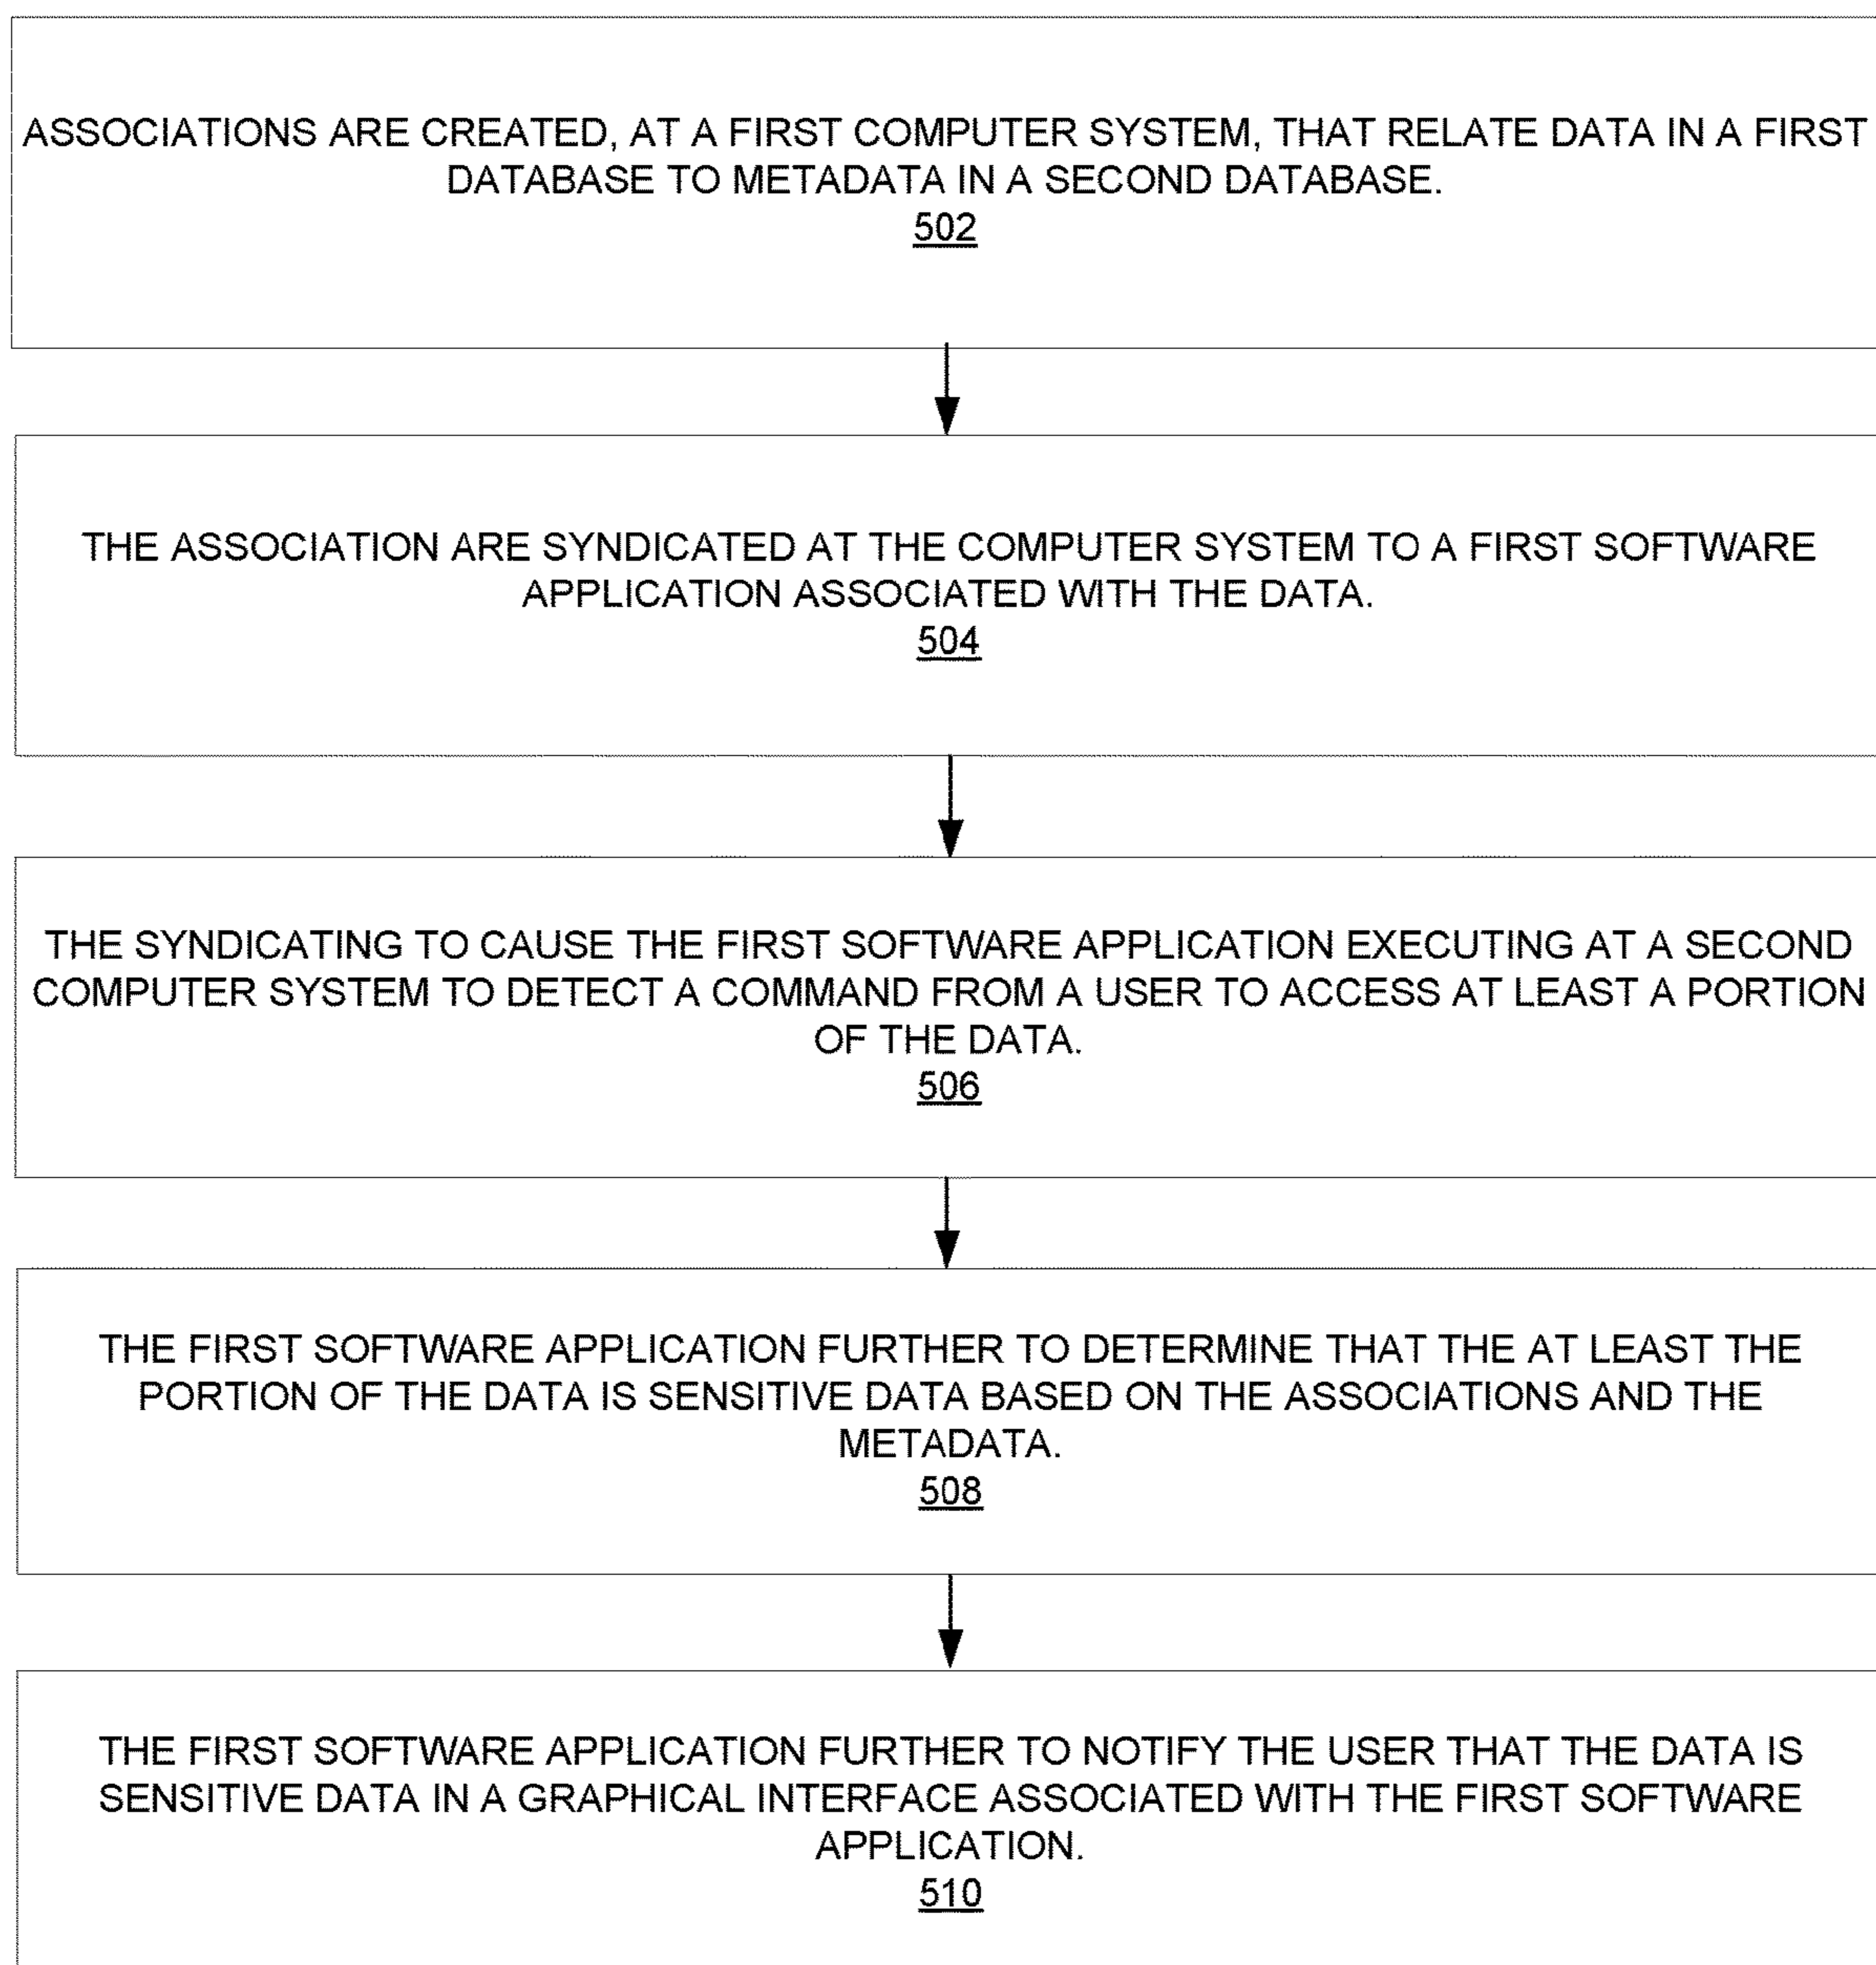 ASSOCIATIONS ARE CREATED, AT A FIRST COMPUTER SYSTEM, THAT RELATE DATA IN A FIRST
DATABASE TO METADATA IN A SECOND DATABASE.
502
THE ASSOCIATION ARE SYNDICATED AT THE COMPUTER SYSTEM TO A FIRST SOFTWARE
APPLICATION ASSOCIATED WITH THE DATA.
504
THE SYNDICATING TO CAUSE THE FIRST SOFTWARE APPLICATION EXECUTING AT A SECOND
COMPUTER SYSTEM TO DETECT A COMMAND FROM A USER TO ACCESS AT LEAST A PORTION
OF THE DATA.
506
THE FIRST SOFTWARE APPLICATION FURTHER TO DETERMINE THAT THE AT LEAST THE
PORTION OF THE DATA IS SENSITIVE DATA BASED ON THE ASSOCIATIONS AND THE
METADATA.
508
THE FIRST SOFTWARE APPLICATION FURTHER TO NOTIFY THE USER THAT THE DATA IS
SENSITIVE DATA IN A GRAPHICAL INTERFACE ASSOCIATED WITH THE FIRST SOFTWARE
APPLICATION.
510